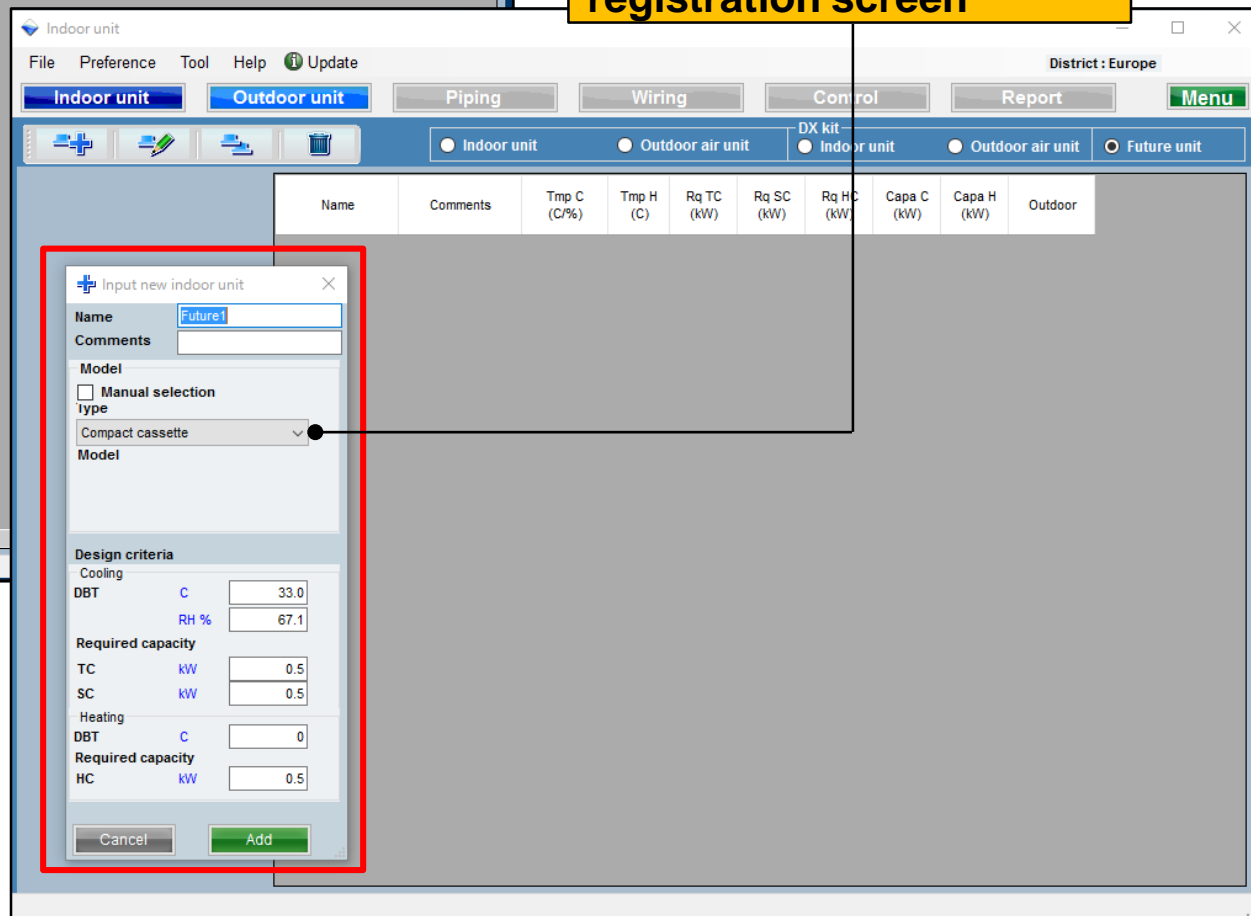 registration screen
Indoor unit
File Preference Tool Help Update
District : Europe
Indoor unit Outdoor unit Piping Wiring Control Report Menu
DX kit
Indoor unit Outdoor air unit Indoor unit Outdoor air unit Future unit
Name Comments Tmp C (C/%) Tmp H (C) Rq TC (kW) Rq SC (kW) Rq HC (kW) Capa C (kW) Capa H (kW) Outdoor
Input new indoor unit
Name Future1
Comments
Model
Manual selection
Type
Compact cassette
Model
Design criteria
Cooling
DBT C 33.0
RH % 67.1
Required capacity
TC kW 0.5
SC kW 0.5
Heating
DBT C 0
Required capacity
HC kW 0.5
Cancel Add